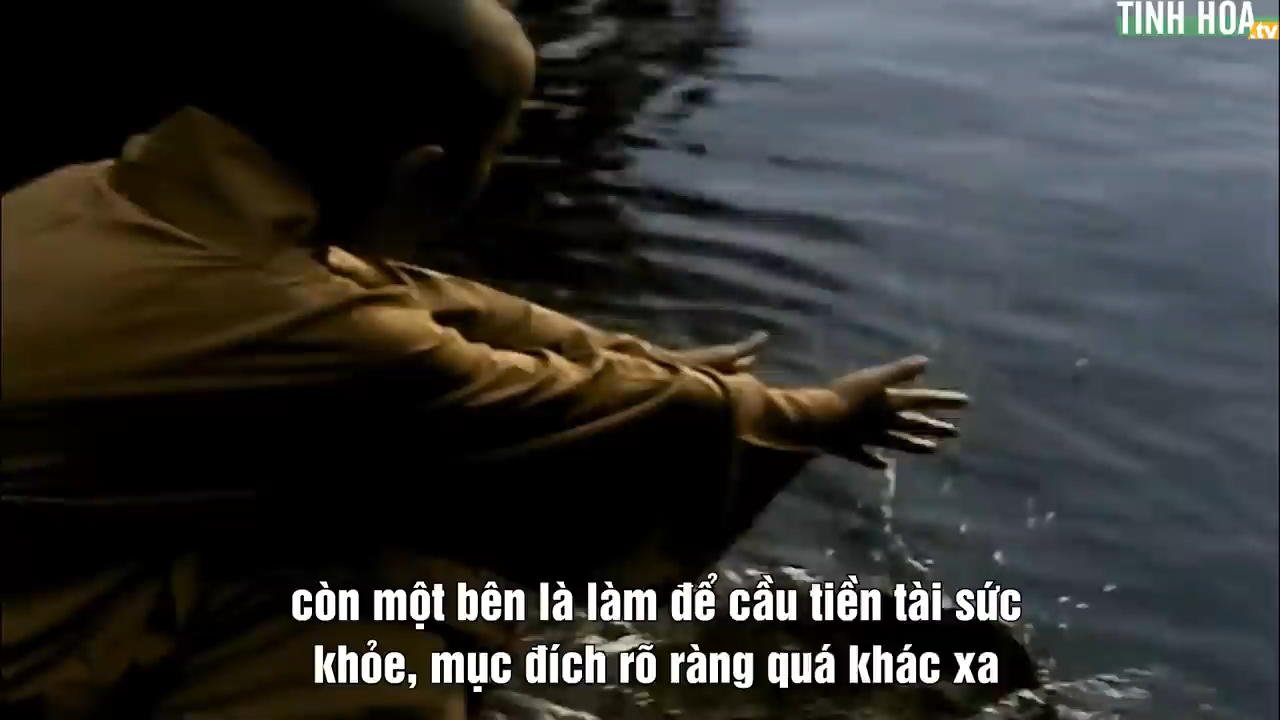 TINH HOA
.tv
còn một bên là làm để cầu tiền tài sức
khỏe, mục đích rõ ràng quá khác xa